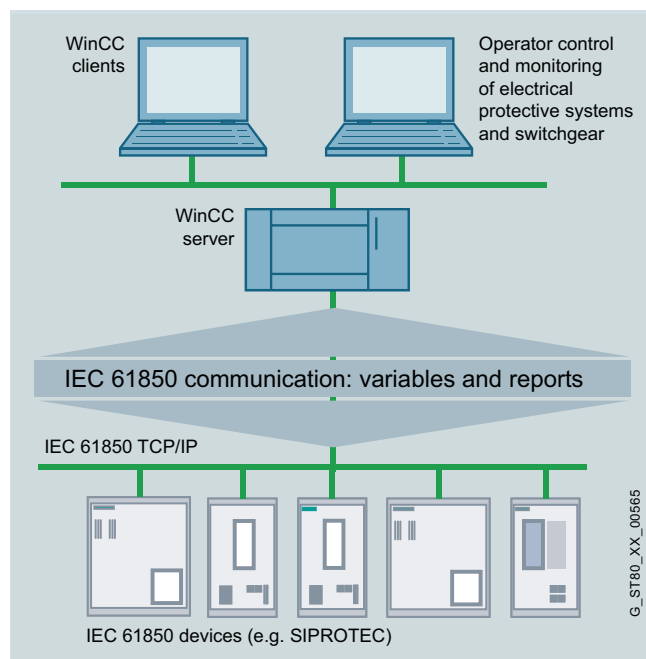 WinCC
clients
Operator control
and monitoring
of electrical
protective systems
and switchgear
WinCC
server
IEC 61850 communication: variables and reports
IEC 61850 TCP/IP
IEC 61850 devices (e.g. SIPROTEC)
G_ST80_XX_00565